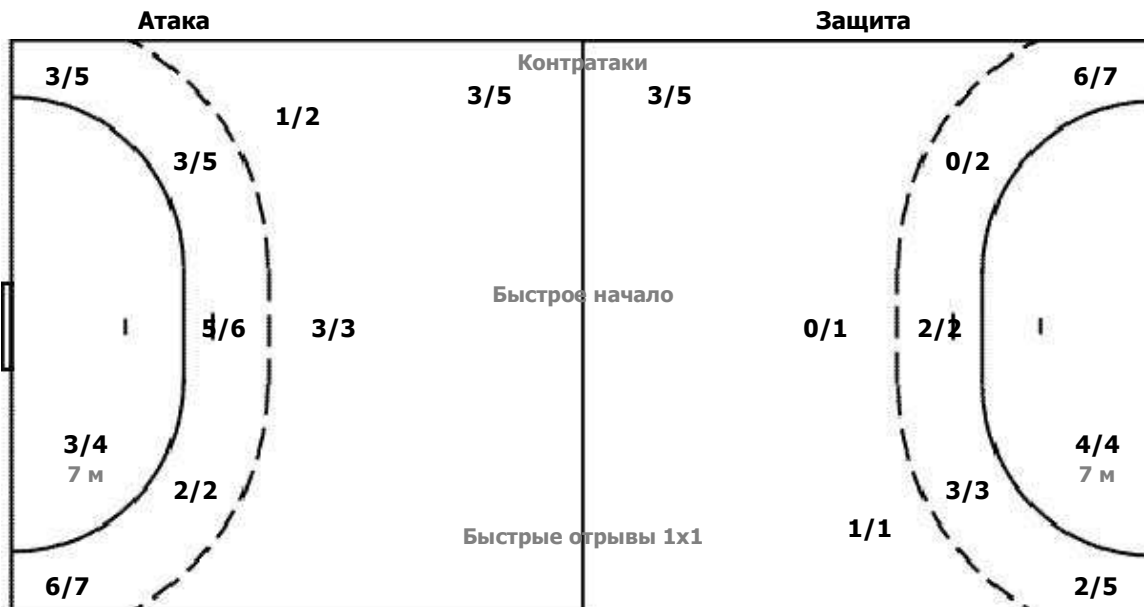 Атака Защита
Контратаки
3/5 6/7
3/5 3/5
1/2
3/5 0/2
Быстрое начало
5/6 3/3 0/1 2/2
3/4 4/4
7 м 7 м
2/2 3/3
1/1
Быстрые отрывы 1x1
6/7 2/5